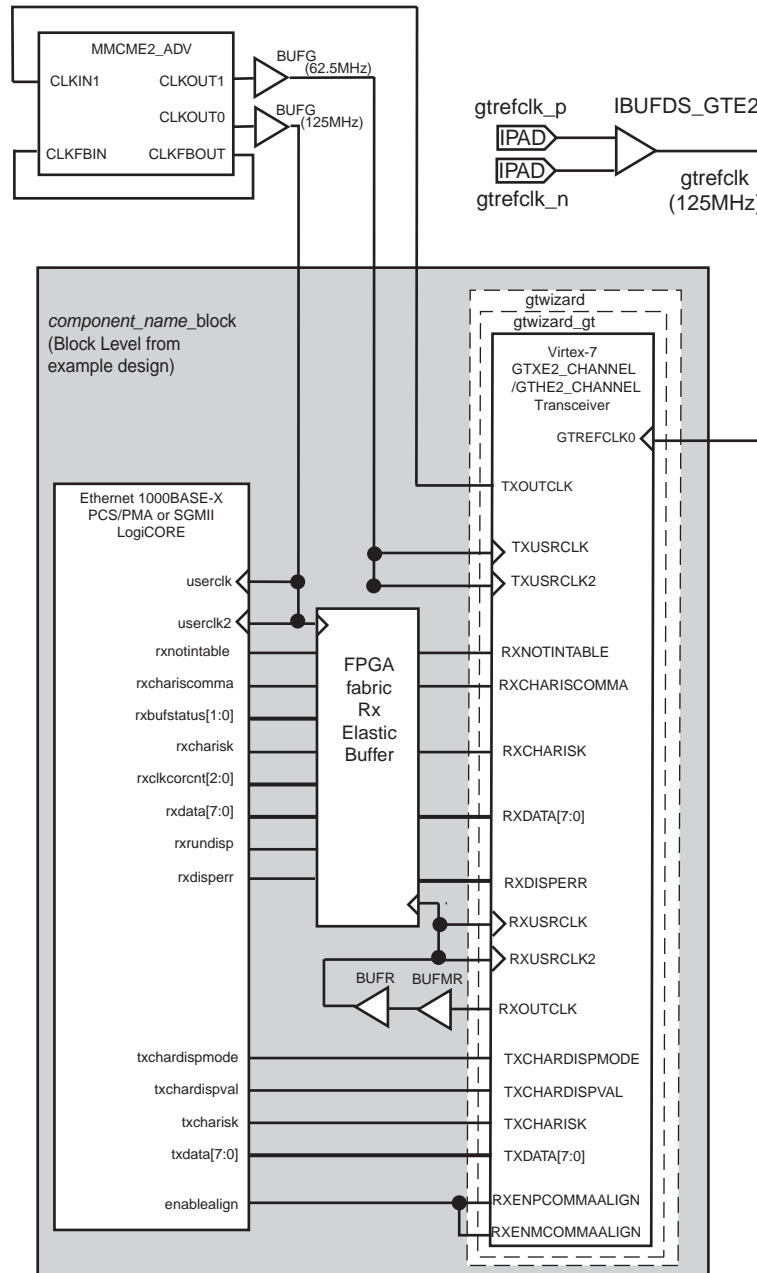 MMCME2_ADV
CLKIN1
CLKOUT1
CLKOUT0
CLKFBIN
CLKFBOUT
BUFG
(62.5MHz)
BUFG
(125MHz)
gtrefclk_p
IBUFDS_GTE2
IPAD
IPAD
gtrefclk_n
gtrefclk
(125MHz)
component_name_block
(Block Level from
example design)
gtwizard
gtwizard_gt
Virtex-7
GTXE2_CHANNEL
/GTHE2_CHANNEL
Transceiver
GTREFCLK0
TXOUTCLK
TXUSRCLK
TXUSRCLK2
Ethernet 1000BASE-X
PCS/PMA or SGMII
LogiCORE
userclk
userclk2
rxnotintable
rxchariscomma
rxbufstatus[1:0]
rxcharisk
rxclkcorcnt[2:0]
rxdata[7:0]
rxrundisp
rxdisperr
FPGA
fabric
Rx
Elastic
Buffer
RXNOTINTABLE
RXCHARISCOMMA
RXCHARISK
RXDATA[7:0]
RXDISPERR
RXUSRCLK
RXUSRCLK2
BUFR
BUFMR
RXOUTCLK
txchardispmode
txchardispval
txcharisk
txdata[7:0]
enablealign
TXCHARDISPMODE
TXCHARDISPVAL
TXCHARISK
TXDATA[7:0]
RXENPCOMMAALIGN
RXENMCOMMAALIGN